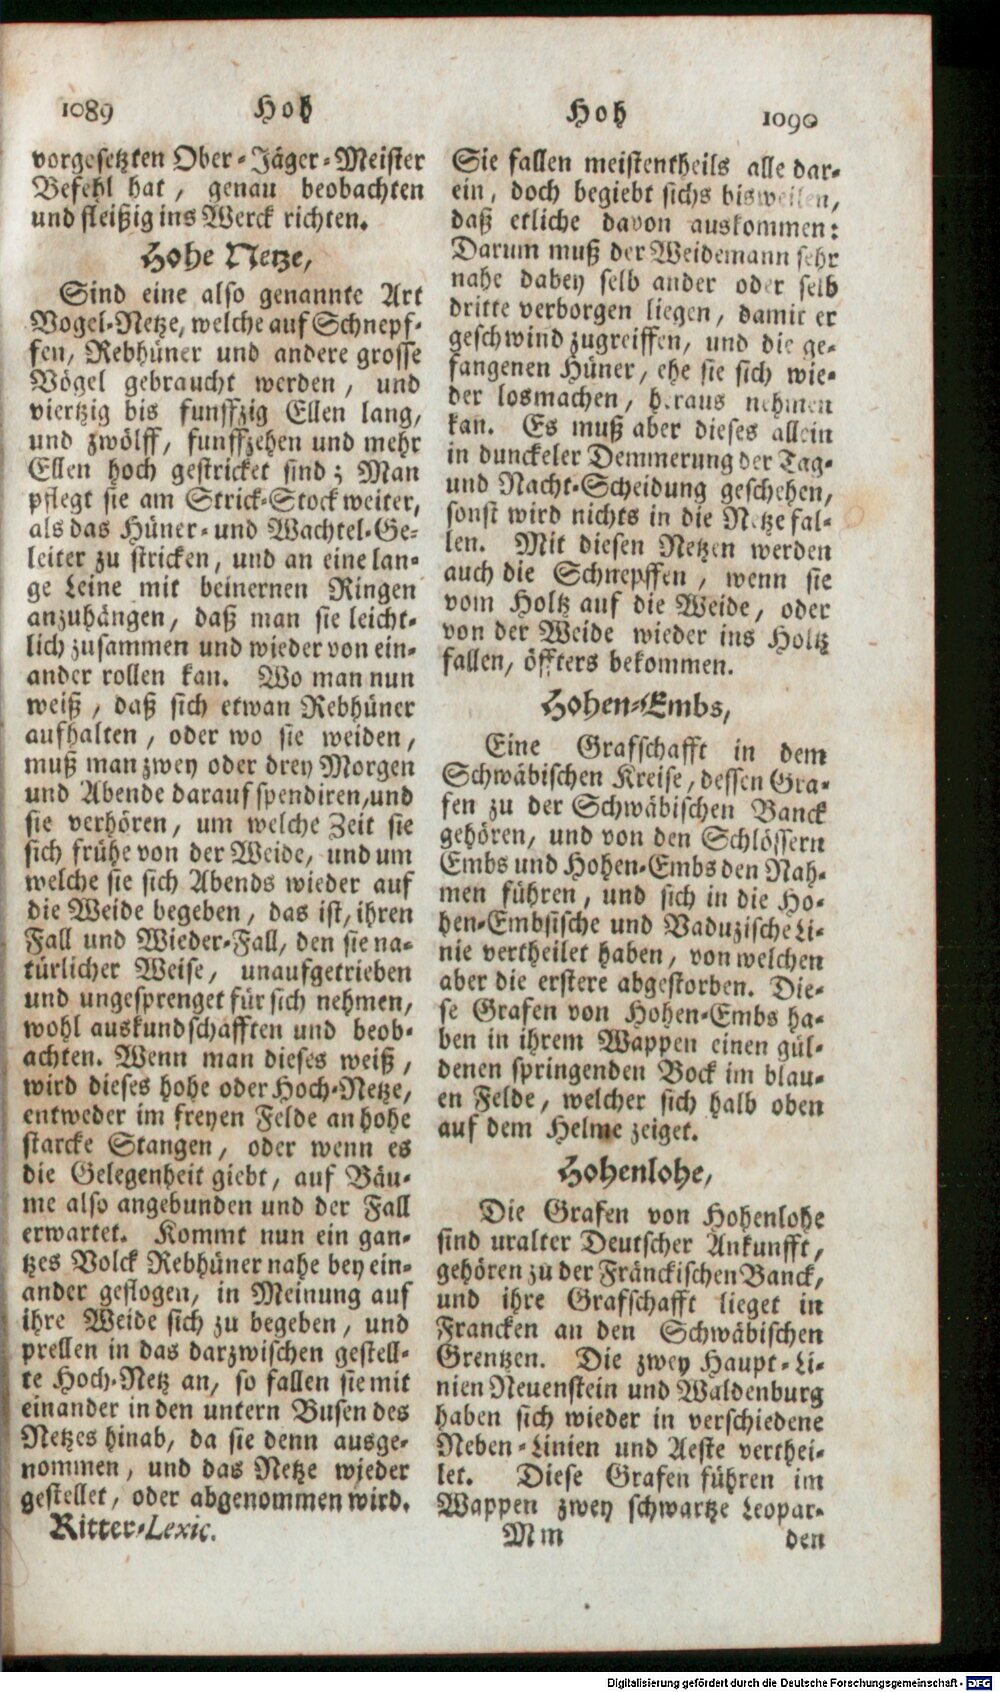 1089 Hoh
vorgesetzten Ober-Jäger-Meister
Befehl hat, genau beobachten
und fleißig ins Werck richten.
Hohe Netze,
Sind eine also genannte Art
Vogel-Netze, welche auf Schnepf-
fen, Rebhüner und andere grosse
Vögel gebraucht werden, und
viertzig bis funffzig Ellen lang,
und zwölff, funffzehen und mehr
Ellen hoch gestricket sind; Man
pflegt sie am Strick-Stock weiter,
als das Hüner- und Wachtel-Ge-
leiter zu stricken, und an eine lan-
ge Leine mit beinernen Ringen
anzuhängen, daß man sie leicht-
lich zusammen und wieder von ein-
ander rollen kan. Wo man nun
weiß, daß sich etwan Rebhüner
aufhalten, oder wo sie weiden,
muß man zwey oder drey Morgen
und Abende darauf spendiren, und
sie verhören, um welche Zeit sie
sich frühe von der Weide, und um
welche sie sich Abends wieder auf
die Weide begeben, das ist, ihren
Fall und Wieder-Fall, den sie na-
türlicher Weise, unaufgetrieben
und ungesprenget für sich nehmen,
wohl auskundschafften und beob-
achten. Wenn man dieses weiß,
wird dieses hohe oder Hoch-Netze,
entweder im freyen Felde an hohe
starcke Stangen, oder wenn es
die Gelegenheit giebt, auf Bäu-
me also angebunden und der Fall
erwartet. Kommt nun ein gan-
tzes Volck Rebhüner nahe bey ein-
ander geflogen, in Meinung auf
ihre Weide sich zu begeben, und
prellen in das darzwischen gestell-
te Hoch-Netz an, so fallen sie mit
einander in den untern Busen des
Netzes hinab, da sie denn ausge-
nommen, und das Netze wieder
gestellet, oder abgenommen wird.
Ritter-Lexic.
Hoh 1090
Sie fallen meistentheils alle dar-
ein, doch begiebt sichs bisweilen,
daß etliche davon auskommen:
Darum muß der Weidemann sehr
nahe dabey selb ander oder selb
dritte verborgen liegen, damit er
geschwind zugreiffen, und die ge-
fangenen Hüner, ehe sie sich wie-
der losmachen, heraus nehmen
kan. Es muß aber dieses allein
in dunckeler Demmerung der Tag-
und Nacht-Scheidung geschehen,
sonst wird nichts in die Netze fal-
len. Mit diesen Netzen werden
auch die Schnepffen, wenn sie
vom Holtz auf die Weide, oder
von der Weide wieder ins Holtz
fallen, öffters bekommen.
Hohen-Embs,
Eine Grafschafft in dem
Schwäbischen Kreise, dessen Gra-
fen zu der Schwäbischen Banck
gehören, und von den Schlössern
Embs und Hohen-Embs den Nah-
men führen, und sich in die Ho-
hen-Embsische und Vaduzische Li-
nie vertheilet haben, von welchen
aber die erstere abgestorben. Die-
se Grafen von Hohen-Embs ha-
ben in ihrem Wappen einen gül-
denen springenden Bock im blau-
en Felde, welcher sich halb oben
auf dem Helme zeiget.
Hohenlohe,
Die Grafen von Hohenlohe
sind uralter Deutscher Ankunfft,
gehören zu der Fränckischen Banck,
und ihre Grafschafft lieget in
Francken an den Schwäbischen
Grentzen. Die zwey Haupt-Li-
nien Neuenstein und Waldenburg
haben sich wieder in verschiedene
Neben-Linien und Aeste verthei-
let. Diese Grafen führen im
Wappen zwey schwartze Leopar-
Mm den
Digitalisierung gefördert durch die Deutsche Forschungsgemeinschaft - DFG